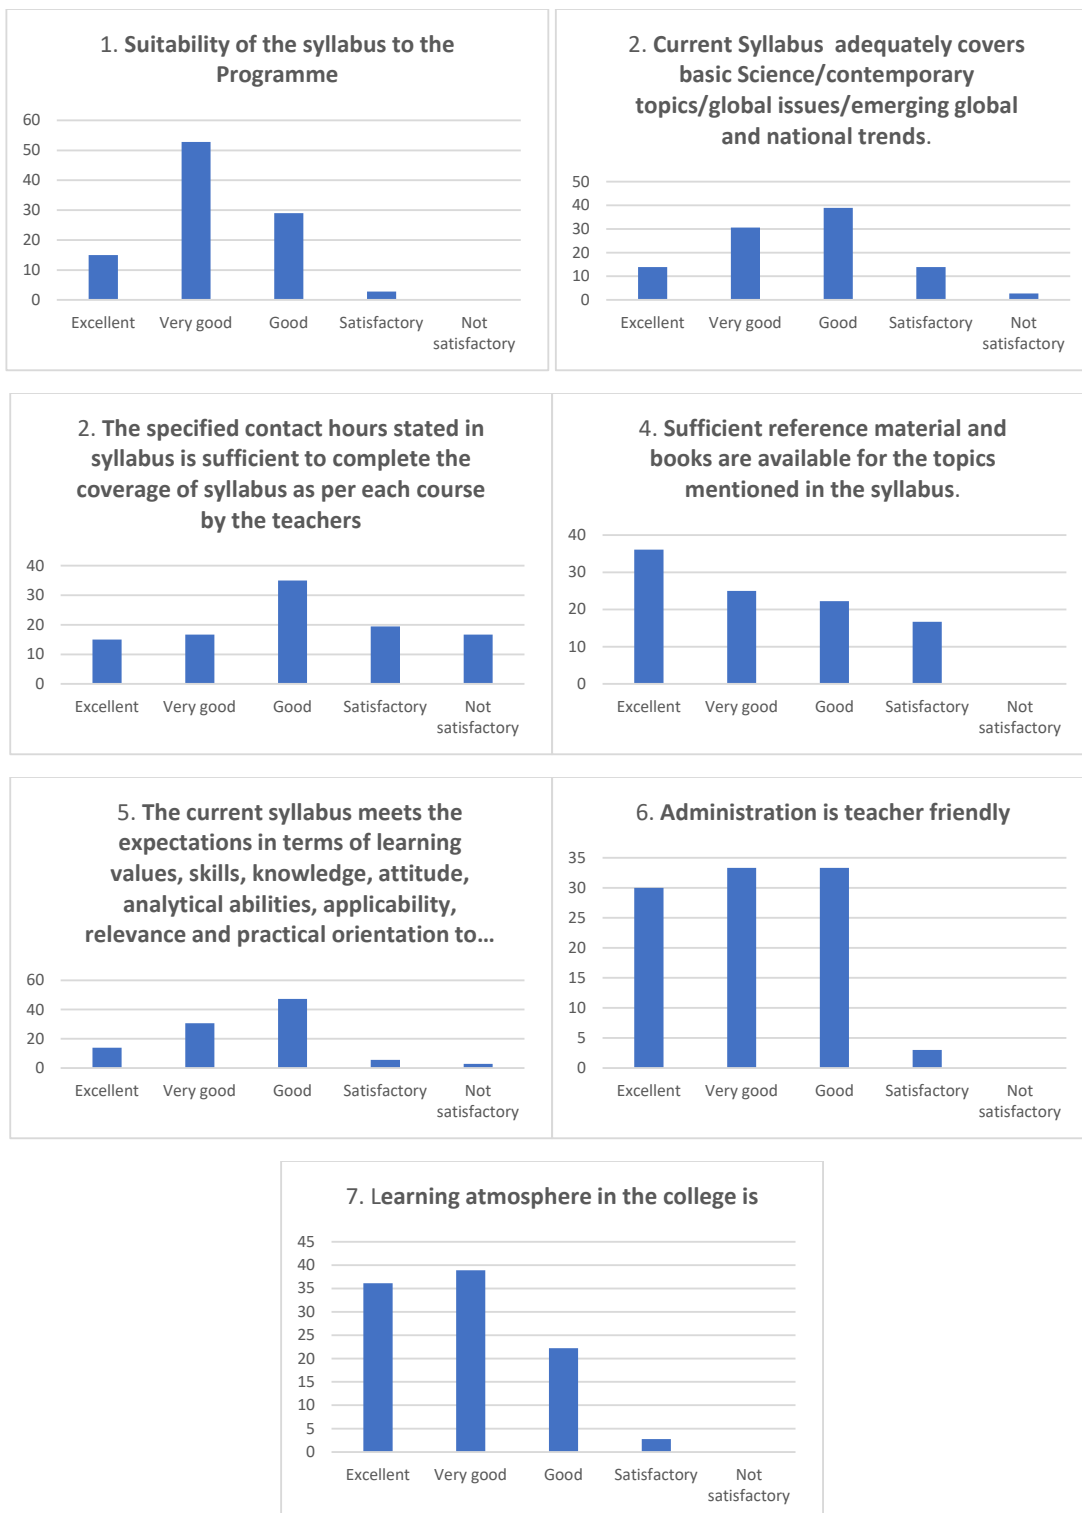 1. Suitability of the syllabus to the
Programme
60
50
40
30
20
10
0
Excellent Very good Good Satisfactory Not
satisfactory
2. Current Syllabus adequately covers
basic Science/contemporary
topics/global issues/emerging global
and national trends.
50
40
30
20
10
0
Excellent Very good Good Satisfactory Not
satisfactory
2. The specified contact hours stated in
syllabus is sufficient to complete the
coverage of syllabus as per each course
by the teachers
40
30
20
10
0
Excellent Very good Good Satisfactory Not
satisfactory
4. Sufficient reference material and
books are available for the topics
mentioned in the syllabus.
40
30
20
10
0
Excellent Very good Good Satisfactory Not
satisfactory
5. The current syllabus meets the
expectations in terms of learning
values, skills, knowledge, attitude,
analytical abilities, applicability,
relevance and practical orientation to…
60
40
20
0
Excellent Very good Good Satisfactory Not
satisfactory
6. Administration is teacher friendly
35
30
25
20
15
10
5
0
Excellent Very good Good Satisfactory Not
satisfactory
7. Learning atmosphere in the college is
45
40
35
30
25
20
15
10
5
0
Excellent Very good Good Satisfactory Not
satisfactory